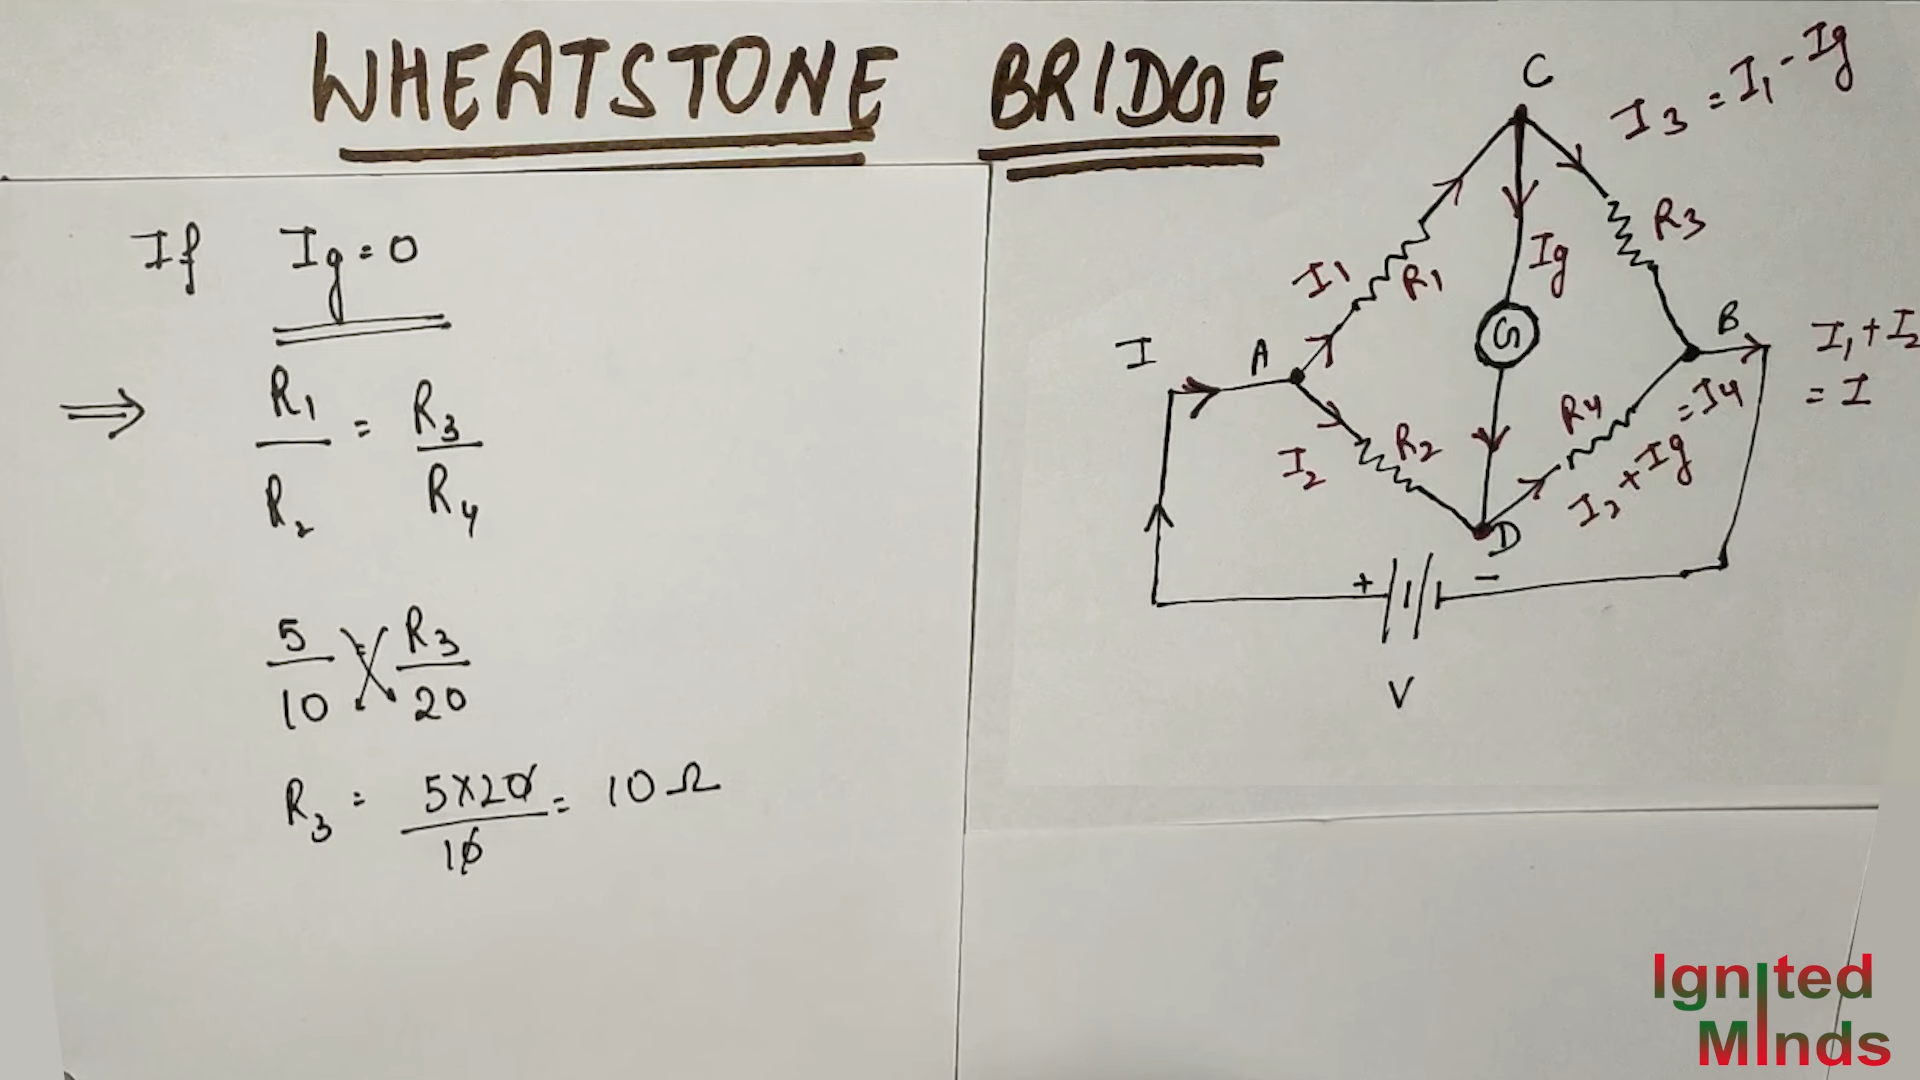 WHEATSTONE BRIDGE
If Ig = 0
⇒ R1/R2 = R3/R4
5/10 = R3/20
R3 = 5×20/10 = 10 Ω
C
I3 = I1 - Ig
I1
R1
Ig
R3
G
I
A
B
I1 + I2
= I
I2
R2
R4
I2 + Ig = I4
D
+
-
V
Ignited
Minds